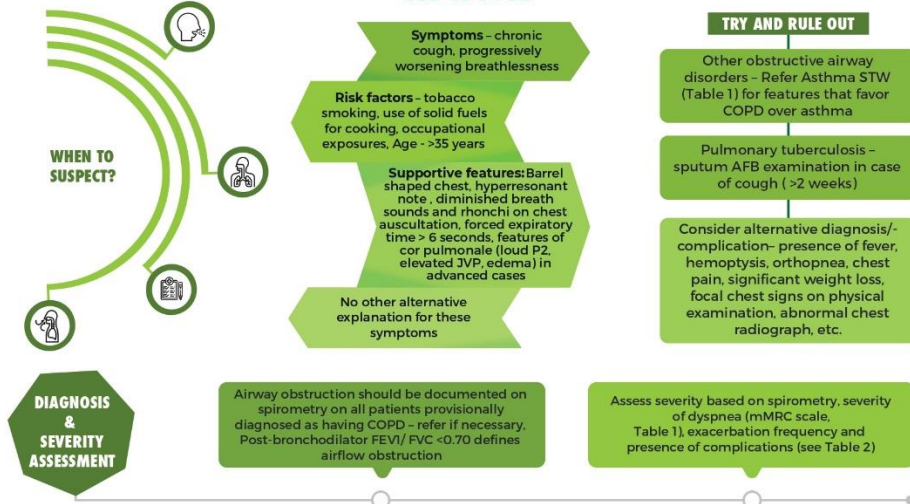 WHEN TO
SUSPECT?
Symptoms – chronic
cough, progressively
worsening breathlessness
Risk factors – tobacco
smoking, use of solid fuels
for cooking, occupational
exposures, Age - >35 years
Supportive features:Barrel
shaped chest, hyperresonant
note , diminished breath
sounds and rhonchi on chest
auscultation, forced expiratory
time > 6 seconds, features of
cor pulmonale (loud P2,
elevated JVP, edema) in
advanced cases
No other alternative
explanation for these
symptoms
TRY AND RULE OUT
Other obstructive airway
disorders – Refer Asthma STW
(Table 1) for features that favor
COPD over asthma
Pulmonary tuberculosis –
sputum AFB examination in case
of cough ( >2 weeks)
Consider alternative diagnosis/-
complication– presence of fever,
hemoptysis, orthopnea, chest
pain, significant weight loss,
focal chest signs on physical
examination, abnormal chest
radiograph, etc.
DIAGNOSIS
&
SEVERITY
ASSESSMENT
Airway obstruction should be documented on
spirometry on all patients provisionally
diagnosed as having COPD – refer if necessary,
Post-bronchodilator FEV1/ FVC <0.70 defines
airflow obstruction
Assess severity based on spirometry, severity
of dyspnea (mMRC scale,
Table 1), exacerbation frequency and
presence of complications (see Table 2)